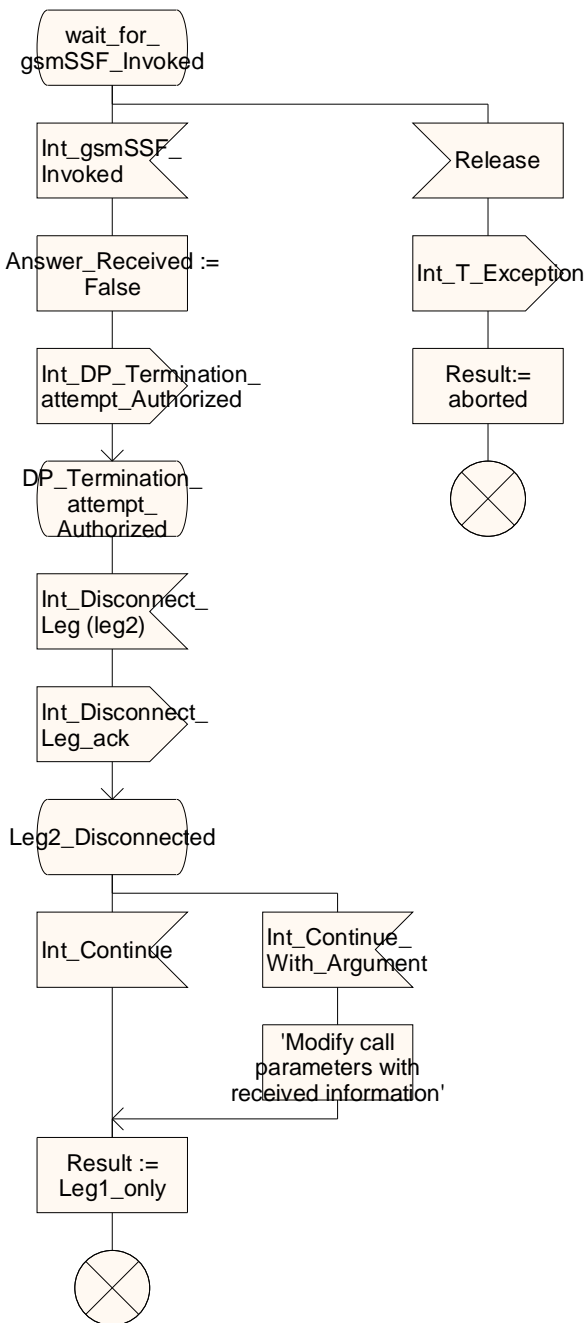 wait_for_
gsmSSF_Invoked
Int_gsmSSF_
Invoked
Release
Answer_Received :=
False
Int_T_Exception
Int_DP_Termination_
attempt_Authorized
Result:=
aborted
DP_Termination_
attempt_
Authorized
Int_Disconnect_
Leg (leg2)
Int_Disconnect_
Leg_ack
Leg2_Disconnected
Int_Continue
Int_Continue_
With_Argument
'Modify call
parameters with
received information'
Result :=
Leg1_only